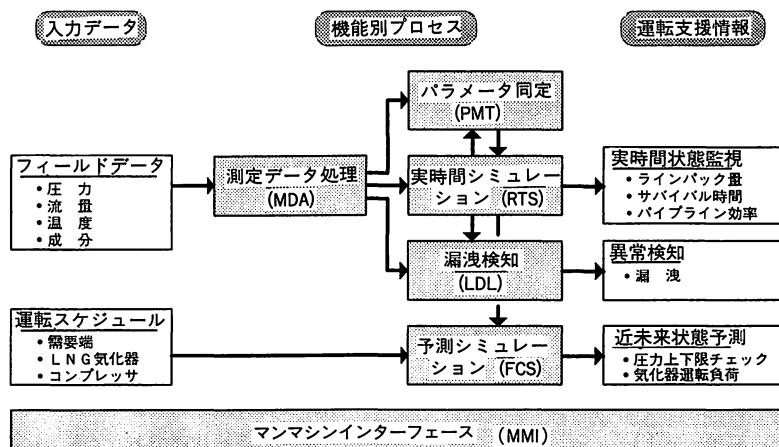 入力データ
機能別プロセス
運転支援情報
パラメータ同定
(PMT)
フィールドデータ
•圧 力
•流 量
•温 度
•成 分
測定データ処理
(MDA)
実時間シミュレー
ション (RTS)
実時間状態監視
•ラインパック量
•サバイバル時間
•パイプライン効率
漏洩検知
(LDL)
異常検知
•漏 洩
運転スケジュール
•需要端
•LNG気化器
•コンプレッサ
予測シミュレー
ション (FCS)
近未来状態予測
•圧力上下限チェック
•気化器運転負荷
マンマシンインターフェース (MMI)